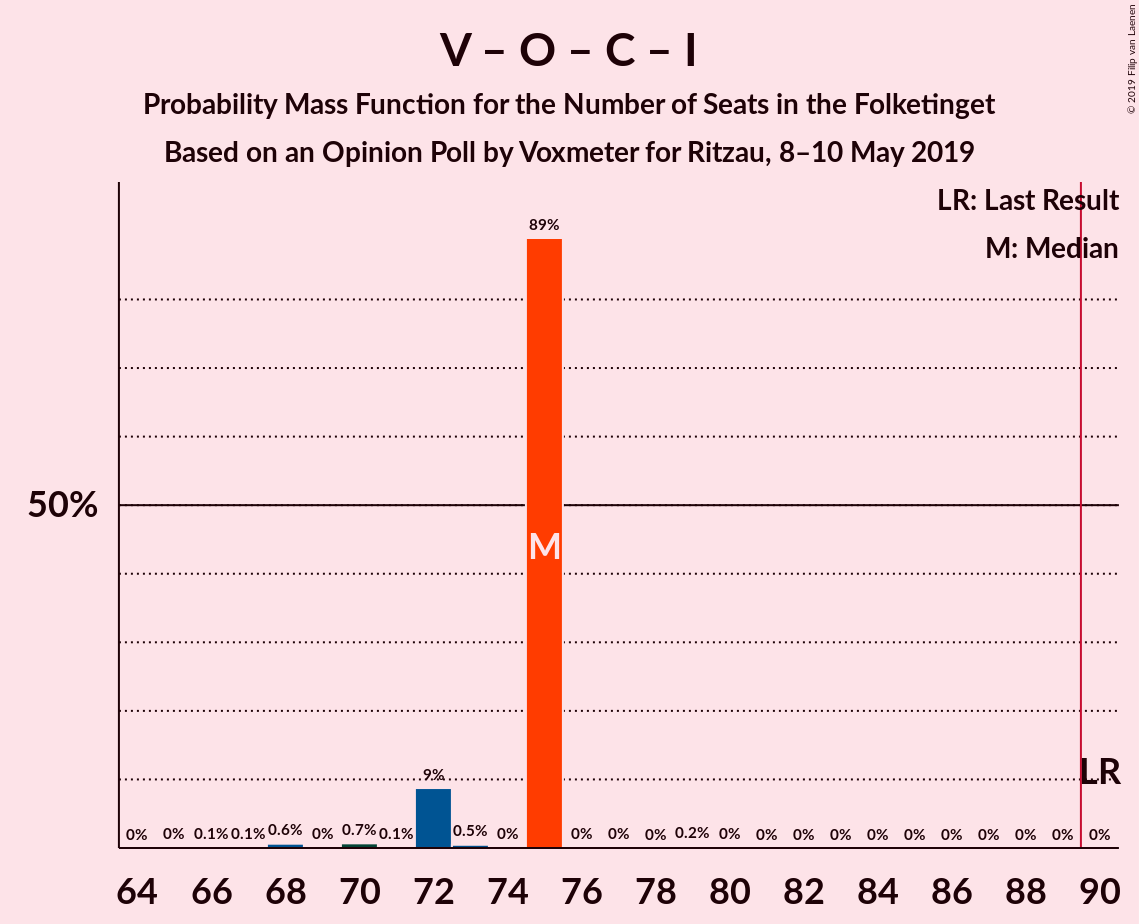 V – O – C – I
Probability Mass Function for the Number of Seats in the Folketinget
Based on an Opinion Poll by Voxmeter for Ritzau, 8–10 May 2019
© 2019 Filip van Laenen
LR: Last Result
M: Median
89%
50%
M
LR
9%
0% 0% 0.1% 0.1% 0.6% 0% 0.7% 0.1% 0.5% 0% 0% 0% 0% 0.2% 0% 0% 0% 0% 0% 0% 0% 0% 0% 0% 0%
64 66 68 70 72 74 76 78 80 82 84 86 88 90